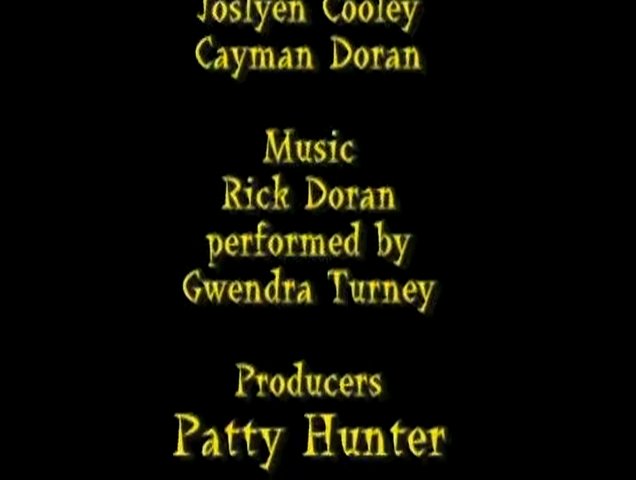 Joslyen Cooley
Cayman Doran
Music
Rick Doran
performed by
Gwendra Turney
Producers
Patty Hunter